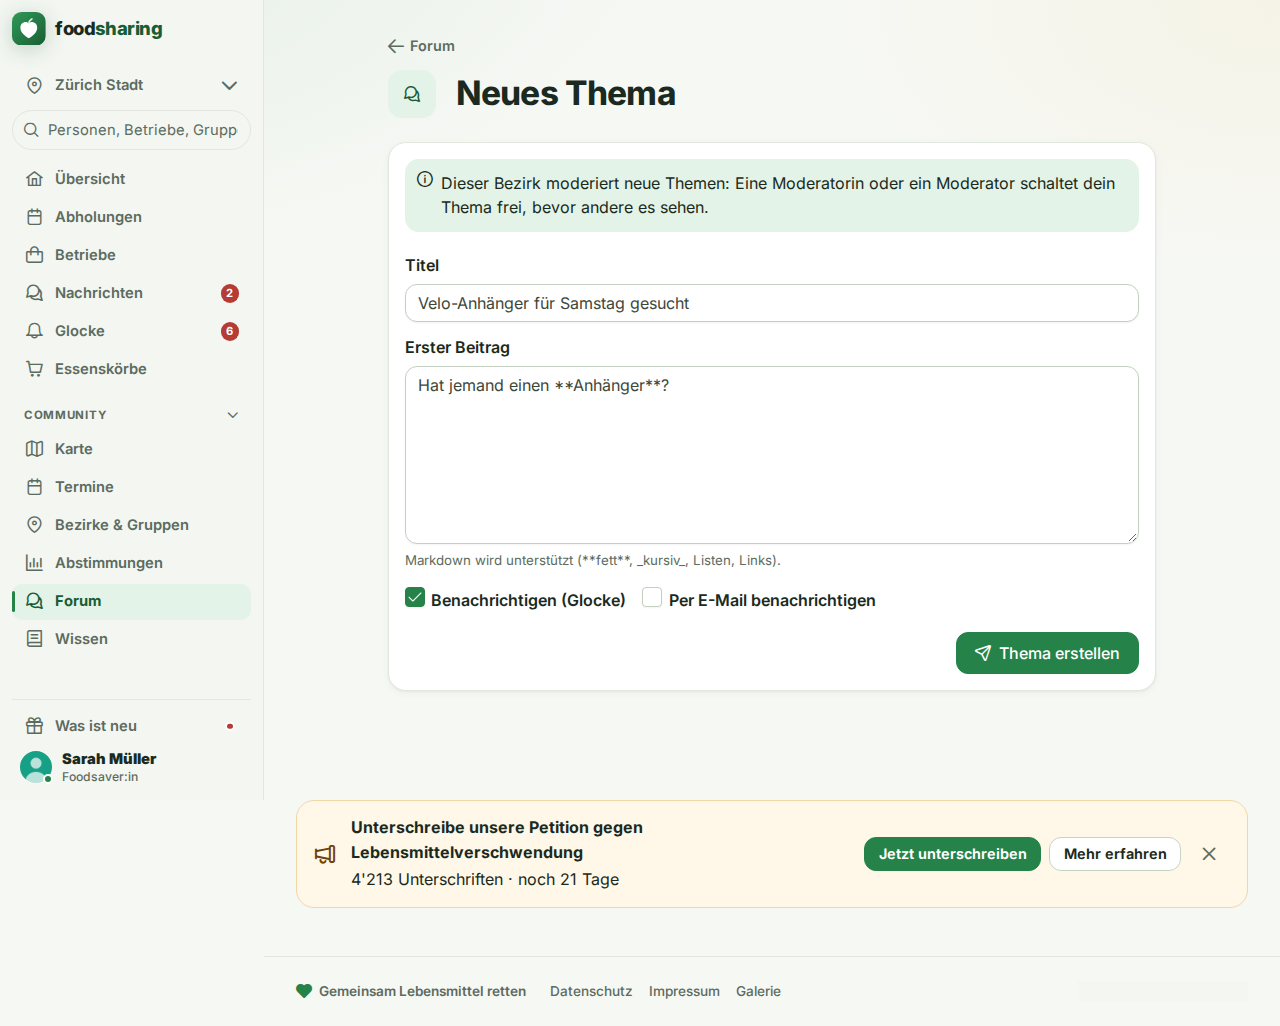 foodsharing
Zürich Stadt
Personen, Betriebe, Grupp
Übersicht
Abholungen
Betriebe
Nachrichten 2
Glocke 6
Essenskörbe
COMMUNITY
Karte
Termine
Bezirke & Gruppen
Abstimmungen
Forum
Wissen
Was ist neu
Sarah Müller
Foodsaver:in
Forum
Neues Thema
Dieser Bezirk moderiert neue Themen: Eine Moderatorin oder ein Moderator schaltet dein
Thema frei, bevor andere es sehen.
Titel
Velo-Anhänger für Samstag gesucht
Erster Beitrag
Hat jemand einen **Anhänger**?
Markdown wird unterstützt (**fett**, _kursiv_, Listen, Links).
Benachrichtigen (Glocke) Per E-Mail benachrichtigen
Thema erstellen
Unterschreibe unsere Petition gegen
Lebensmittelverschwendung
4'213 Unterschriften · noch 21 Tage
Jetzt unterschreiben Mehr erfahren
Gemeinsam Lebensmittel retten Datenschutz Impressum Galerie